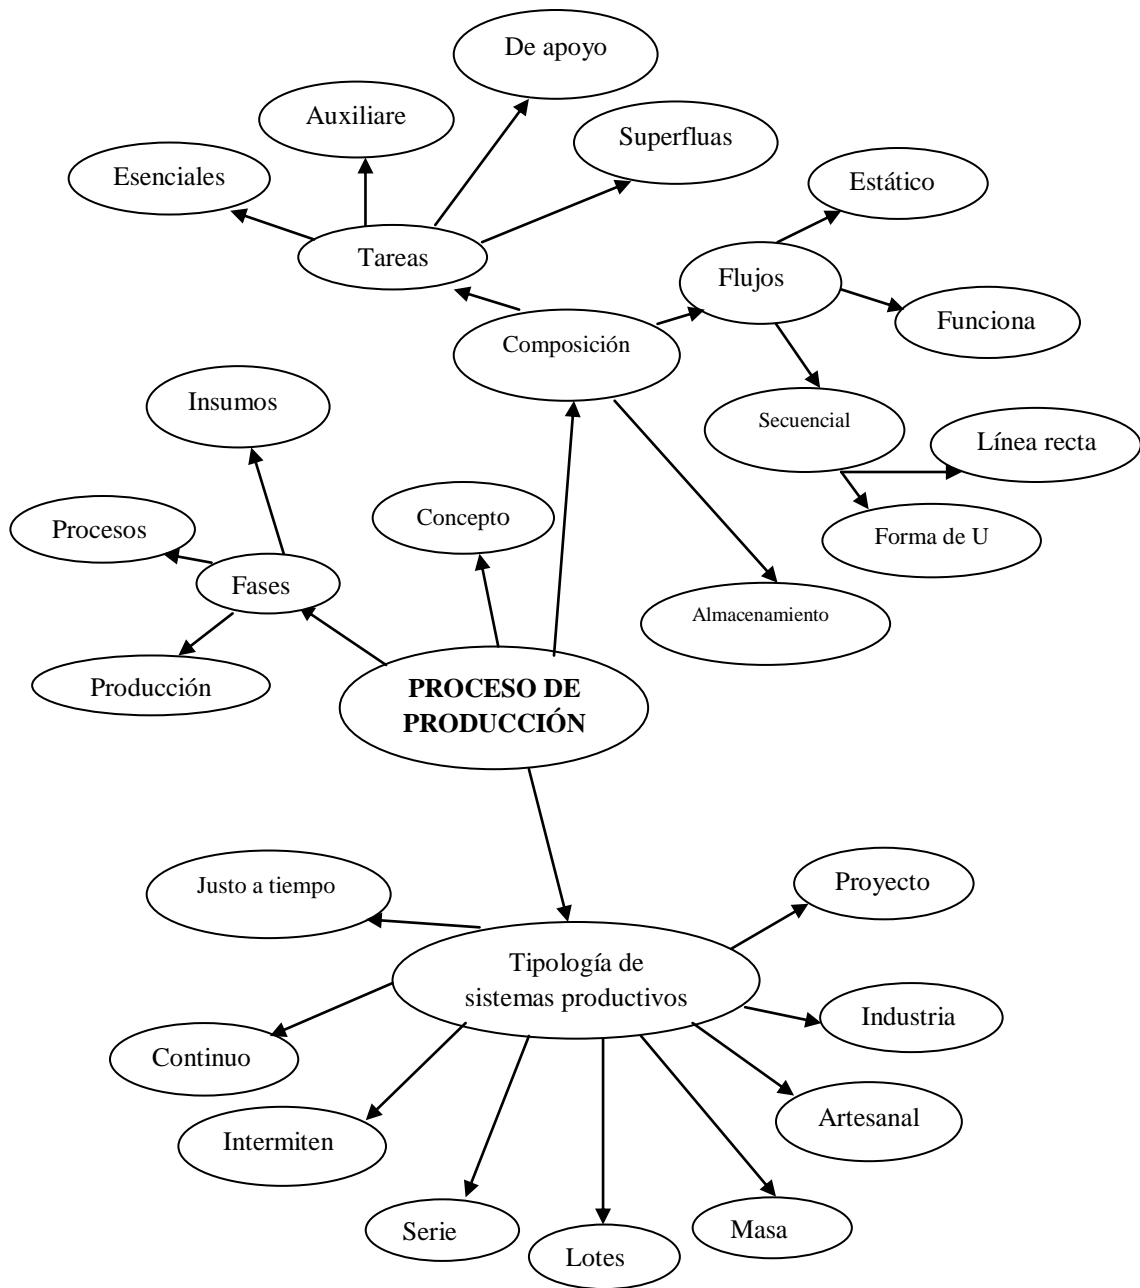 De apoyo
Auxiliare
Superfluas
Esenciales
Estático
Tareas
Flujos
Funciona
Composición
Insumos
Secuencial
Línea recta
Concepto
Procesos
Forma de U
Fases
Almacenamiento
Producción
PROCESO DE
PRODUCCIÓN
Justo a tiempo
Proyecto
Tipología de
sistemas productivos
Industria
Continuo
Artesanal
Intermiten
Serie
Masa
Lotes